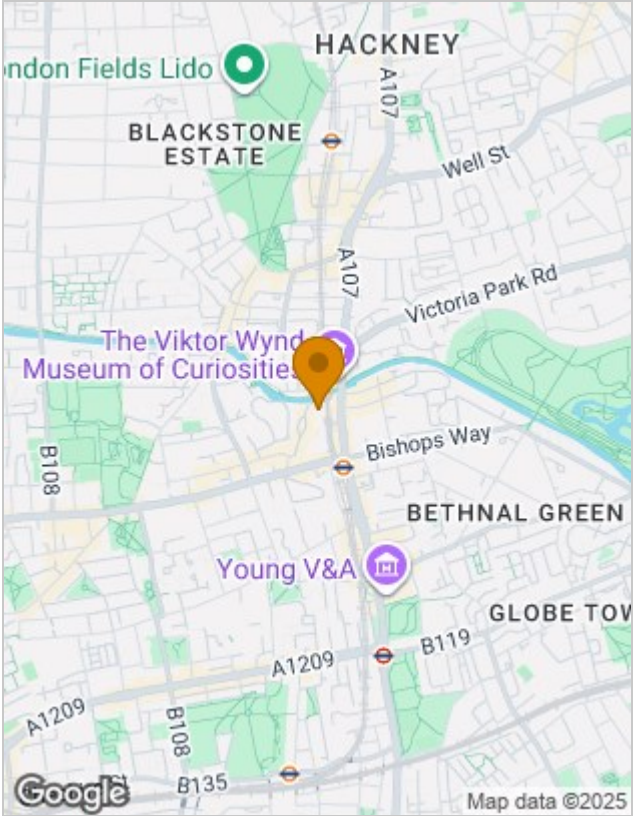 HACKNEY
ondon Fields Lido
A107
BLACKSTONE
ESTATE
Well St
A107
Victoria Park Rd
The Viktor Wynd
Museum of Curiosities
B108
Bishops Way
BETHNAL GREEN
Young V&A
GLOBE TOW
B119
A1209
A1209
B108
B135
Google
Map data ©2025